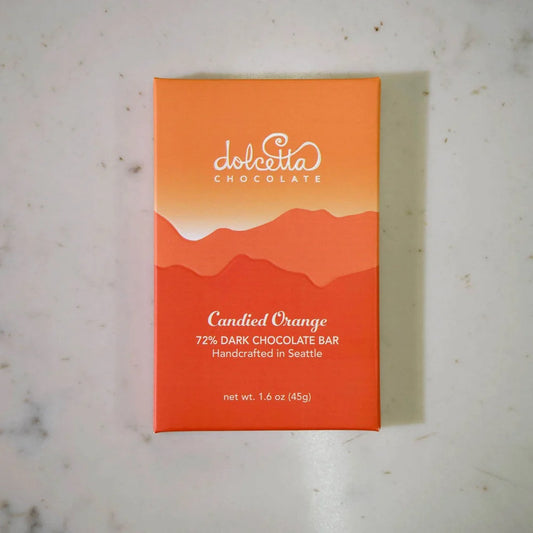 dolcetta
CHOCOLATE
Candied Orange
72% DARK CHOCOLATE BAR
Handcrafted in Seattle
net wt. 1.6 oz (45g)